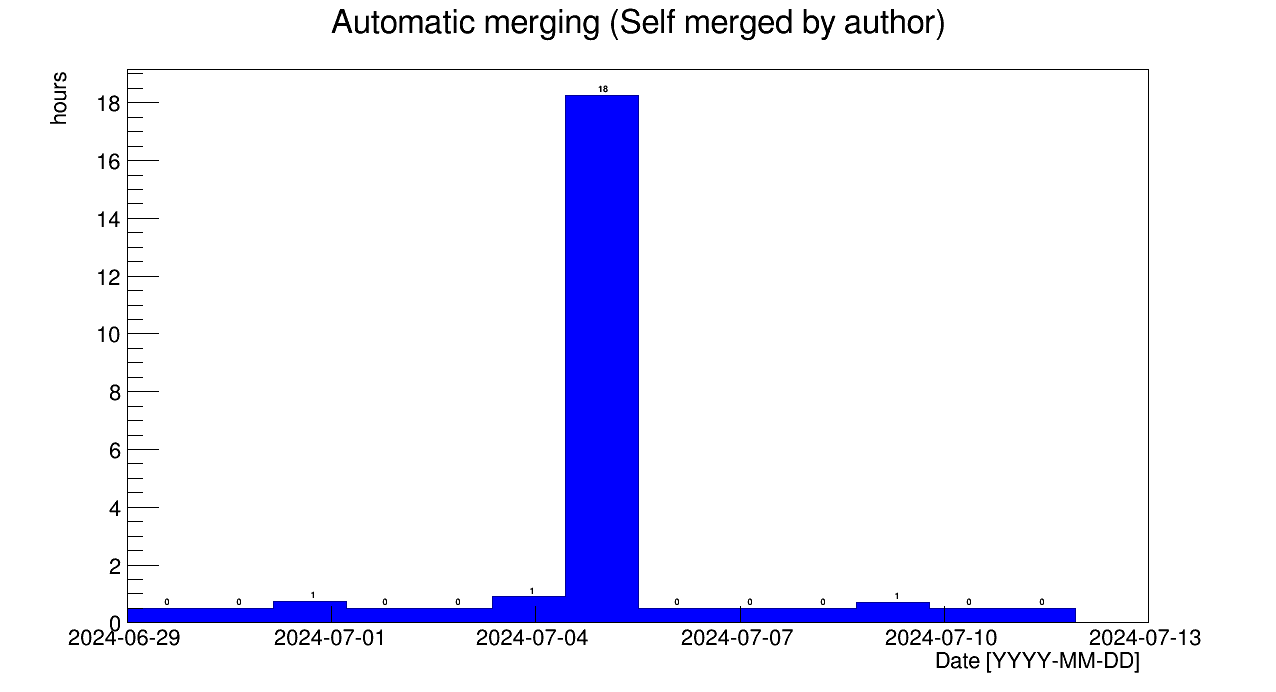 Automatic merging (Self merged by author)
hours
18
16
14
12
10
8
6
4
2
0
18
0 0 1 0 0 1 0 0 0 1 0 0
2024-06-29 2024-07-01 2024-07-04 2024-07-07 2024-07-10 2024-07-13
Date [YYYY-MM-DD]